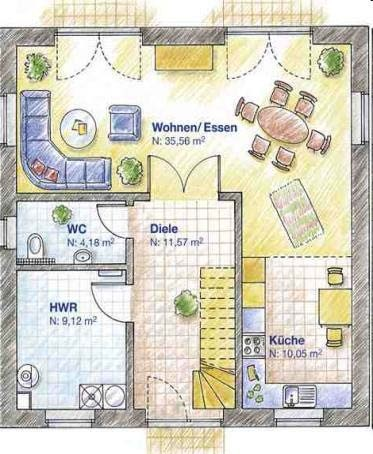 Wohnen/Essen
N: 35,56 m²
WC
N: 4,18 m²
Diele
N: 11,57 m²
HWR
N: 9,12 m²
Küche
N: 10,05 m²